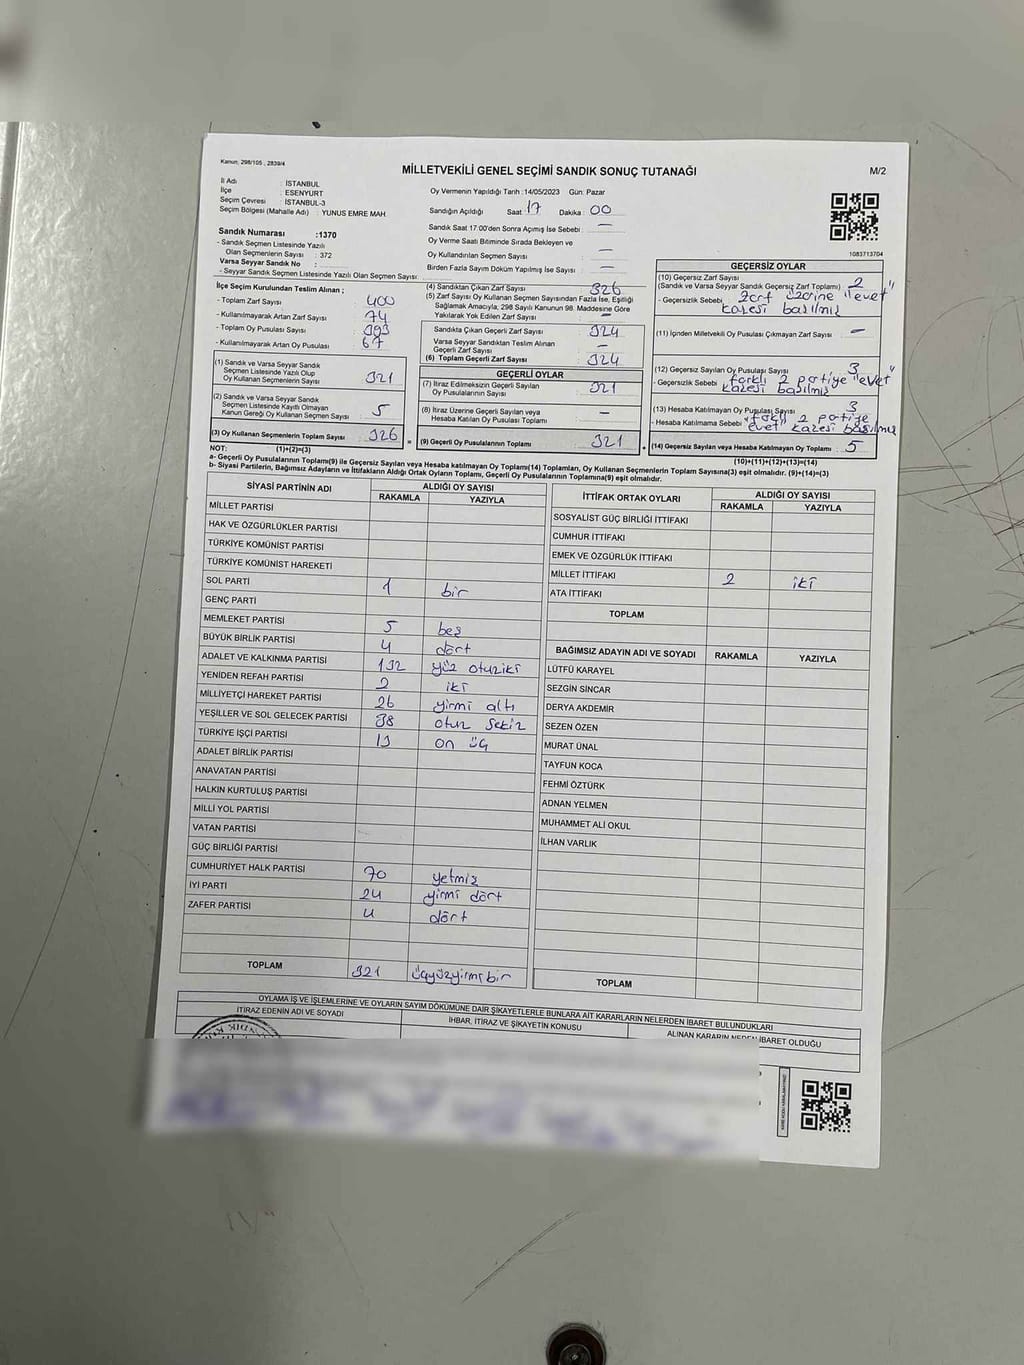 Kanun, 298/105 , 2839/4
MİLLETVEKİLİ GENEL SEÇİMİ SANDIK SONUÇ TUTANAĞI
M/2
İl Adı : İSTANBUL
İlçe : ESENYURT
Seçim Çevresi : İSTANBUL-3
Seçim Bölgesi (Mahalle Adı) : YUNUS EMRE MAH.
Sandık Numarası :1370
- Sandık Seçmen Listesinde Yazılı
Olan Seçmenlerin Sayısı : 372
Varsa Seyyar Sandık No :
- Seyyar Sandık Seçmen Listesinde Yazılı Olan Seçmen Sayısı:
Oy Vermenin Yapıldığı Tarih :14/05/2023 Gün: Pazar
Sandığın Açıldığı Saat : 17 Dakika : 00
Sandık Saat 17.00'den Sonra Açımış İse Sebebi : —
Oy Verme Saati Bitiminde Sırada Bekleyen ve
Oy Kullandırılan Seçmen Sayısı : —
Birden Fazla Sayım Döküm Yapılmış İse Sayısı : —
1083713704
İlçe Seçim Kurulundan Teslim Alınan ;
- Toplam Zarf Sayısı : 400
- Kullanılmayarak Artan Zarf Sayısı : 74
- Toplam Oy Pusulası Sayısı : 393
- Kullanılmayarak Artan Oy Pusulası : 67
(1) Sandık ve Varsa Seyyar Sandık
Seçmen Listesinde Yazılı Olup
Oy Kullanan Seçmenlerin Sayısı : 321
(2) Sandık ve Varsa Seyyar Sandık
Seçmen Listesinde Kayıtlı Olmayan
Kanun Gereği Oy Kullanan Seçmen Sayısı : 5
(3) Oy Kullanan Seçmenlerin Toplam Sayısı : 326
(1)+(2)=(3)
(4) Sandıktan Çıkan Zarf Sayısı : 326
(5) Zarf Sayısı Oy Kullanan Seçmen Sayısından Fazla İse, Eşitliği
Sağlamak Amacıyla, 298 Sayılı Kanunun 98. Maddesine Göre
Yakılarak Yok Edilen Zarf Sayısı : —
Sandıkta Çıkan Geçerli Zarf Sayısı : 324
Varsa Seyyar Sandıktan Teslim Alınan
Geçerli Zarf Sayısı : —
(6) Toplam Geçerli Zarf Sayısı : 324
GEÇERLİ OYLAR
(7) İtiraz Edilmeksizin Geçerli Sayılan
Oy Pusulalarının Sayısı : 321
(8) İtiraz Üzerine Geçerli Sayılan veya
Hesaba Katılan Oy Pusulası Toplamı : —
= (9) Geçerli Oy Pusulalarının Toplamı : 321
GEÇERSİZ OYLAR
(10) Geçersiz Zarf Sayısı
(Sandık ve Varsa Seyyar Sandık Geçersiz Zarf Toplamı) : 2
- Geçersizlik Sebebi : Zarf üzerine "evet"
kaşesi basılmış
(11) İçinden Milletvekili Oy Pusulası Çıkmayan Zarf Sayısı : —
(12) Geçersiz Sayılan Oy Pusulası Sayısı : 3
- Geçersizlik Sebebi : farklı 2 partiye "evet"
kaşesi basılmış
(13) Hesaba Katılmayan Oy Pusulası Sayısı : 3
- Hesaba Katılmama Sebebi : farklı 2 partiye
"evet" kaşesi basılmış
+ (14) Geçersiz Sayılan veya Hesaba Katılmayan Oy Toplamı : 5
(10)+(11)+(12)+(13)=(14)
NOT:
a- Geçerli Oy Pusulalarının Toplamı(9) ile Geçersiz Sayılan veya Hesaba katılmayan Oy Toplamı(14) Toplamları, Oy Kullanan Seçmenlerin Toplam Sayısına(3) eşit olmalıdır. (9)+(14)=(3)
b- Siyasi Partilerin, Bağımsız Adayların ve İttifakların Aldığı Ortak Oyların Toplamı, Geçerli Oy Pusulalarının Toplamına(9) eşit olmalıdır.
SİYASİ PARTİNİN ADI ALDIĞI OY SAYISI
RAKAMLA YAZIYLA
MİLLET PARTİSİ
HAK VE ÖZGÜRLÜKLER PARTİSİ
TÜRKİYE KOMÜNİST PARTİSİ
TÜRKİYE KOMÜNİST HAREKETİ
SOL PARTİ 1 bir
GENÇ PARTİ
MEMLEKET PARTİSİ 5 beş
BÜYÜK BİRLİK PARTİSİ 4 dört
ADALET VE KALKINMA PARTİSİ 132 yüz otuziki
YENİDEN REFAH PARTİSİ 2 iki
MİLLİYETÇİ HAREKET PARTİSİ 26 yirmi altı
YEŞİLLER VE SOL GELECEK PARTİSİ 38 otuz sekiz
TÜRKİYE İŞÇİ PARTİSİ 13 on üç
ADALET BİRLİK PARTİSİ
ANAVATAN PARTİSİ
HALKIN KURTULUŞ PARTİSİ
MİLLİ YOL PARTİSİ
VATAN PARTİSİ
GÜÇ BİRLİĞİ PARTİSİ
CUMHURİYET HALK PARTİSİ 70 yetmiş
İYİ PARTİ 24 yirmi dört
ZAFER PARTİSİ 4 dört
TOPLAM 321 üçyüzyirmibir
İTTİFAK ORTAK OYLARI ALDIĞI OY SAYISI
RAKAMLA YAZIYLA
SOSYALİST GÜÇ BİRLİĞİ İTTİFAKI
CUMHUR İTTİFAKI
EMEK VE ÖZGÜRLÜK İTTİFAKI
MİLLET İTTİFAKI 2 iki
ATA İTTİFAKI
TOPLAM
BAĞIMSIZ ADAYIN ADI VE SOYADI RAKAMLA YAZIYLA
LÜTFÜ KARAYEL
SEZGİN SİNCAR
DERYA AKDEMİR
SEZEN ÖZEN
MURAT ÜNAL
TAYFUN KOCA
FEHMİ ÖZTÜRK
ADNAN YELMEN
MUHAMMET ALİ OKUL
İLHAN VARLIK
TOPLAM
OYLAMA İŞ VE İŞLEMLERİNE VE OYLARIN SAYIM DÖKÜMÜNE DAİR ŞİKAYETLERLE BUNLARA AİT KARARLARIN NELERDEN İBARET BULUNDUKLARI
İTİRAZ EDENİN ADI VE SOYADI
İHBAR, İTİRAZ VE ŞİKAYETİN KONUSU
ALINAN KARARIN NEDEN İBARET OLDUĞU